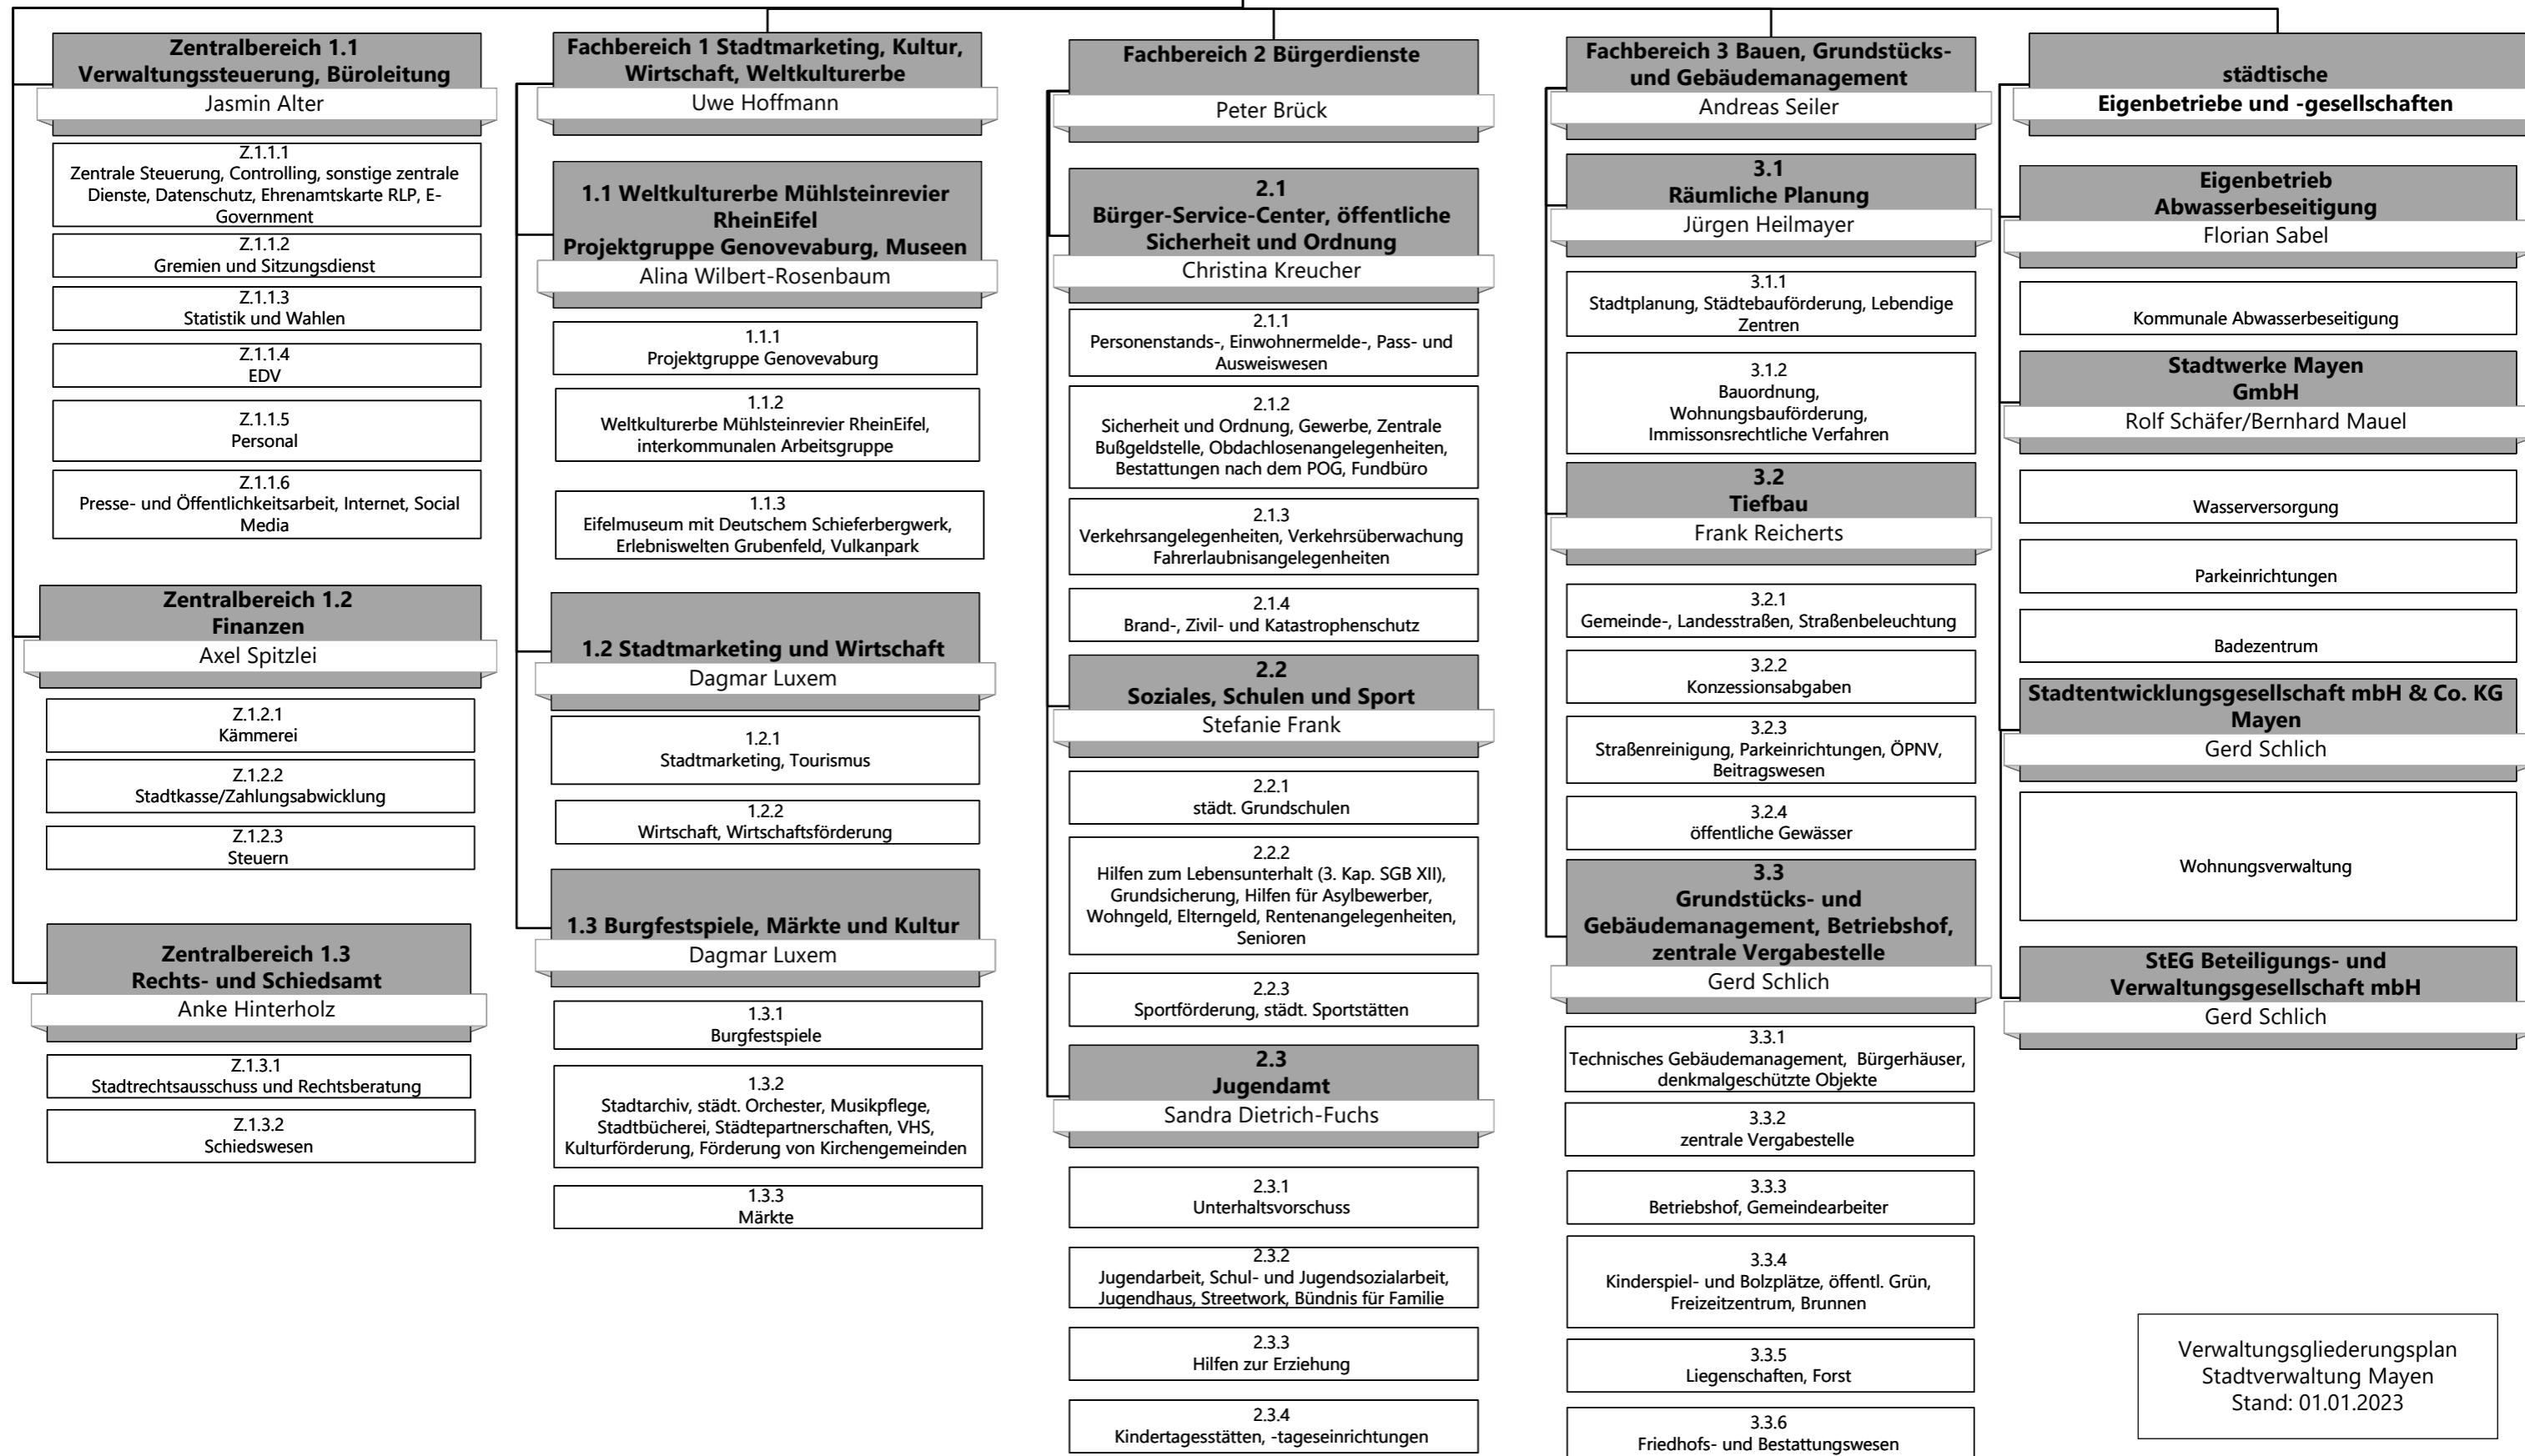 Zentralbereich 1.1
Verwaltungssteuerung, Büroleitung
Jasmin Alter
Z.1.1.1
Zentrale Steuerung, Controlling, sonstige zentrale
Dienste, Datenschutz, Ehrenamtskarte RLP, E-
Government
Z.1.1.2
Gremien und Sitzungsdienst
Z.1.1.3
Statistik und Wahlen
Z.1.1.4
EDV
Z.1.1.5
Personal
Z.1.1.6
Presse- und Öffentlichkeitsarbeit, Internet, Social
Media
Zentralbereich 1.2
Finanzen
Axel Spitzlei
Z.1.2.1
Kämmerei
Z.1.2.2
Stadtkasse/Zahlungsabwicklung
Z.1.2.3
Steuern
Zentralbereich 1.3
Rechts- und Schiedsamt
Anke Hinterholz
Z.1.3.1
Stadtrechtsausschuss und Rechtsberatung
Z.1.3.2
Schiedswesen
Fachbereich 1 Stadtmarketing, Kultur,
Wirtschaft, Weltkulturerbe
Uwe Hoffmann
1.1 Weltkulturerbe Mühlsteinrevier
RheinEifel
Projektgruppe Genovevaburg, Museen
Alina Wilbert-Rosenbaum
1.1.1
Projektgruppe Genovevaburg
1.1.2
Weltkulturerbe Mühlsteinrevier RheinEifel,
interkommunalen Arbeitsgruppe
1.1.3
Eifelmuseum mit Deutschem Schieferbergwerk,
Erlebniswelten Grubenfeld, Vulkanpark
1.2 Stadtmarketing und Wirtschaft
Dagmar Luxem
1.2.1
Stadtmarketing, Tourismus
1.2.2
Wirtschaft, Wirtschaftsförderung
1.3 Burgfestspiele, Märkte und Kultur
Dagmar Luxem
1.3.1
Burgfestspiele
1.3.2
Stadtarchiv, städt. Orchester, Musikpflege,
Stadtbücherei, Städtepartnerschaften, VHS,
Kulturförderung, Förderung von Kirchengemeinden
1.3.3
Märkte
Fachbereich 2 Bürgerdienste
Peter Brück
2.1
Bürger-Service-Center, öffentliche
Sicherheit und Ordnung
Christina Kreucher
2.1.1
Personenstands-, Einwohnermelde-, Pass- und
Ausweiswesen
2.1.2
Sicherheit und Ordnung, Gewerbe, Zentrale
Bußgeldstelle, Obdachlosenangelegenheiten,
Bestattungen nach dem POG, Fundbüro
2.1.3
Verkehrsangelegenheiten, Verkehrsüberwachung
Fahrerlaubnisangelegenheiten
2.1.4
Brand-, Zivil- und Katastrophenschutz
2.2
Soziales, Schulen und Sport
Stefanie Frank
2.2.1
städt. Grundschulen
2.2.2
Hilfen zum Lebensunterhalt (3. Kap. SGB XII),
Grundsicherung, Hilfen für Asylbewerber,
Wohngeld, Elterngeld, Rentenangelegenheiten,
Senioren
2.2.3
Sportförderung, städt. Sportstätten
2.3
Jugendamt
Sandra Dietrich-Fuchs
2.3.1
Unterhaltsvorschuss
2.3.2
Jugendarbeit, Schul- und Jugendsozialarbeit,
Jugendhaus, Streetwork, Bündnis für Familie
2.3.3
Hilfen zur Erziehung
2.3.4
Kindertagesstätten, -tageseinrichtungen
Fachbereich 3 Bauen, Grundstücks-
und Gebäudemanagement
Andreas Seiler
3.1
Räumliche Planung
Jürgen Heilmayer
3.1.1
Stadtplanung, Städtebauförderung, Lebendige
Zentren
3.1.2
Bauordnung,
Wohnungsbauförderung,
Immissonsrechtliche Verfahren
3.2
Tiefbau
Frank Reicherts
3.2.1
Gemeinde-, Landesstraßen, Straßenbeleuchtung
3.2.2
Konzessionsabgaben
3.2.3
Straßenreinigung, Parkeinrichtungen, ÖPNV,
Beitragswesen
3.2.4
öffentliche Gewässer
3.3
Grundstücks- und
Gebäudemanagement, Betriebshof,
zentrale Vergabestelle
Gerd Schlich
3.3.1
Technisches Gebäudemanagement, Bürgerhäuser,
denkmalgeschützte Objekte
3.3.2
zentrale Vergabestelle
3.3.3
Betriebshof, Gemeindearbeiter
3.3.4
Kinderspiel- und Bolzplätze, öffentl. Grün,
Freizeitzentrum, Brunnen
3.3.5
Liegenschaften, Forst
3.3.6
Friedhofs- und Bestattungswesen
städtische
Eigenbetriebe und -gesellschaften
Eigenbetrieb
Abwasserbeseitigung
Florian Sabel
Kommunale Abwasserbeseitigung
Stadtwerke Mayen
GmbH
Rolf Schäfer/Bernhard Mauel
Wasserversorgung
Parkeinrichtungen
Badezentrum
Stadtentwicklungsgesellschaft mbH & Co. KG
Mayen
Gerd Schlich
Wohnungsverwaltung
StEG Beteiligungs- und
Verwaltungsgesellschaft mbH
Gerd Schlich
Verwaltungsgliederungsplan
Stadtverwaltung Mayen
Stand: 01.01.2023